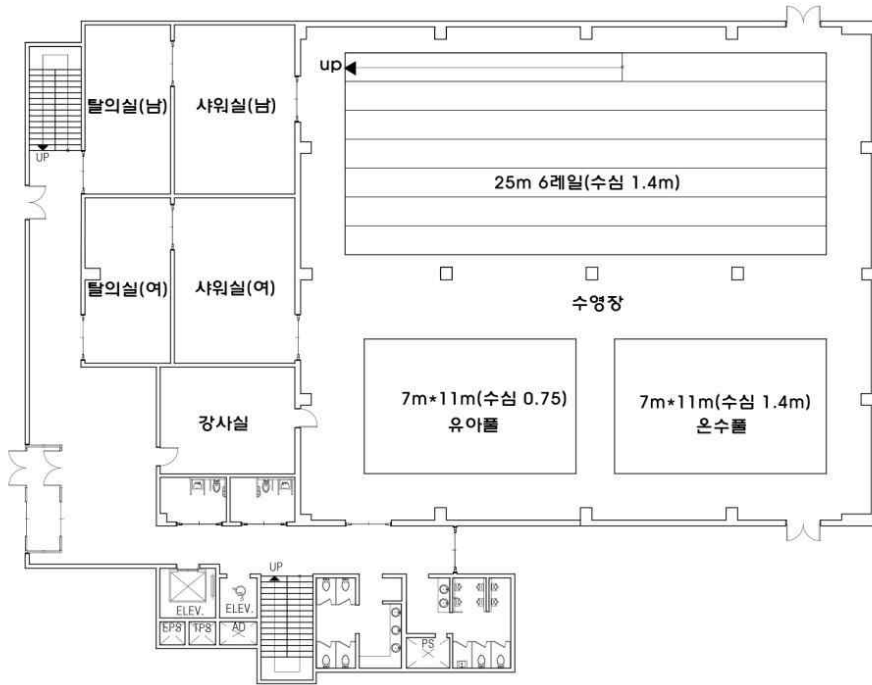 up
탈의실(남)
샤워실(남)
UP
25m 6레일(수심 1.4m)
탈의실(여)
샤워실(여)
수영장
7m*11m(수심 0.75)
유아풀
7m*11m(수심 1.4m)
온수풀
강사실
UP
ELEV.
ELEV.
EPS
TPS
AD
PS